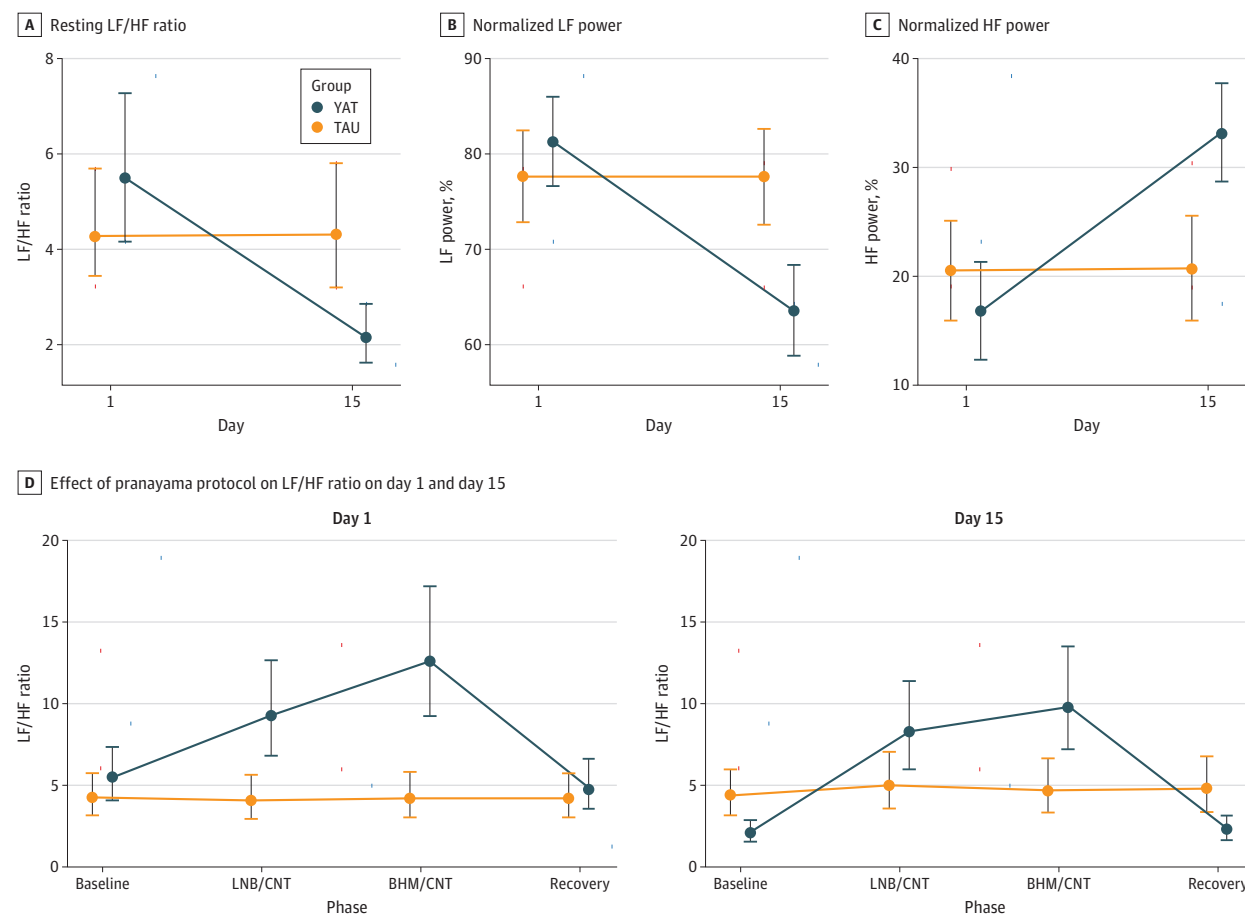 A Resting LF/HF ratio
8
6
4
2
LF/HF ratio
Group
YAT
TAU
1
15
Day
B Normalized LF power
90
80
70
60
LF power, %
1
15
Day
C Normalized HF power
40
30
20
10
HF power, %
1
15
Day
D Effect of pranayama protocol on LF/HF ratio on day 1 and day 15
Day 1
20
15
10
5
0
LF/HF ratio
Baseline
LNB/CNT
BHM/CNT
Recovery
Phase
Day 15
20
15
10
5
0
LF/HF ratio
Baseline
LNB/CNT
BHM/CNT
Recovery
Phase